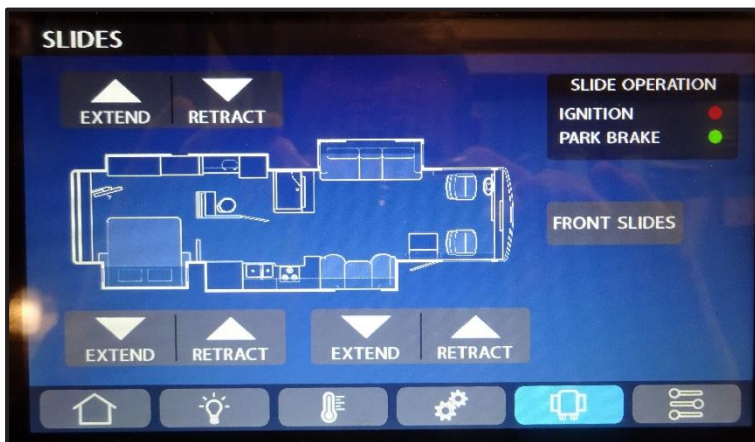 SLIDES
EXTEND RETRACT
SLIDE OPERATION
IGNITION
PARK BRAKE
FRONT SLIDES
EXTEND RETRACT
EXTEND RETRACT